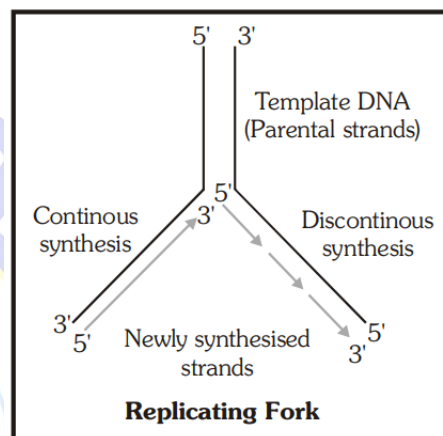 5' 3'
Template DNA
(Parental strands)
5'
3'
Continous
synthesis
Discontinous
synthesis
3'
5'
5'
3'
Newly synthesised
strands
Replicating Fork